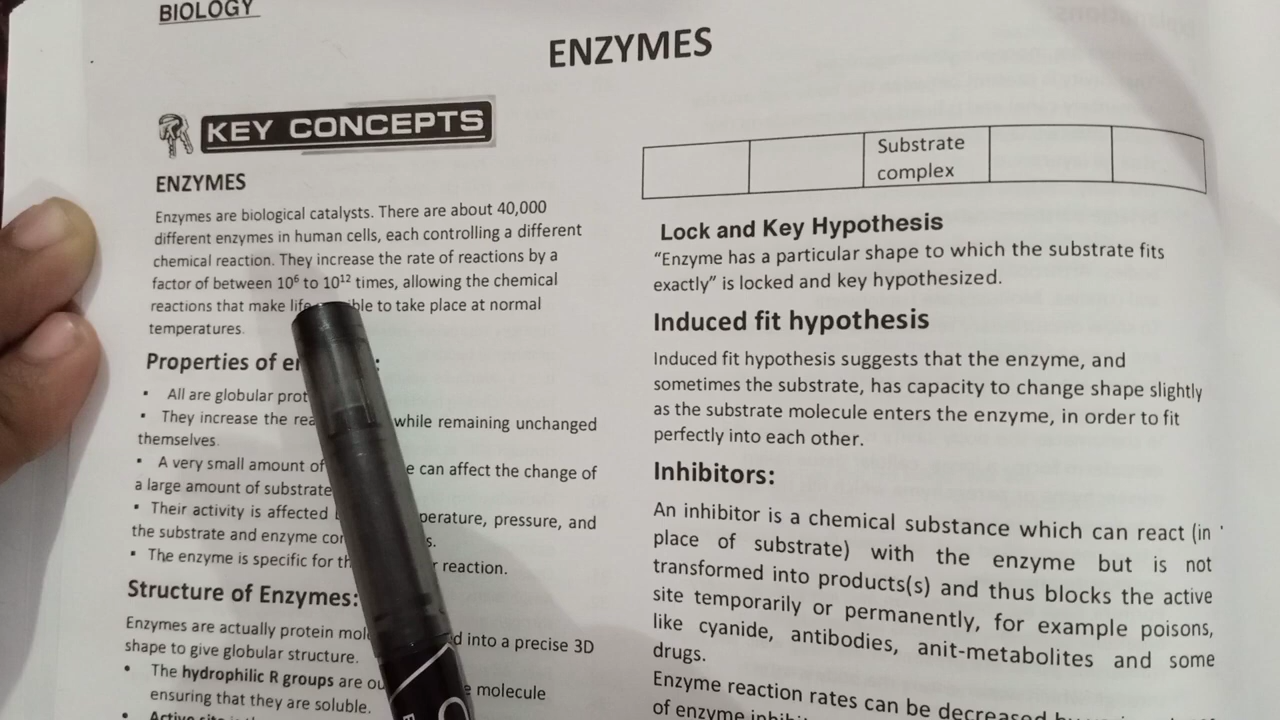 BIOLOGY
ENZYMES
KEY CONCEPTS
ENZYMES
Enzymes are biological catalysts. There are about 40,000
different enzymes in human cells, each controlling a different
chemical reaction. They increase the rate of reactions by a
factor of between 10⁶ to 10¹² times, allowing the chemical
reactions that make to take place at normal
temperatures.
Properties of
All are globular
They increase the while remaining unchanged
themselves.
A very small amount of can affect the change of
a large amount of substrate
Their activity is affected pressure, and
the substrate and enzyme
The enzyme is specific for reaction.
Structure of Enzymes:
Enzymes are actually protein into a precise 3D
shape to give globular structure.
The hydrophilic R groups are molecule
ensuring that they are soluble.
Substrate
complex
Lock and Key Hypothesis
"Enzyme has a particular shape to which the substrate fits
exactly" is locked and key hypothesized.
Induced fit hypothesis
Induced fit hypothesis suggests that the enzyme, and
sometimes the substrate, has capacity to change shape slightly
as the substrate molecule enters the enzyme, in order to fit
perfectly into each other.
Inhibitors:
An inhibitor is a chemical substance which can react (in
place of substrate) with the enzyme but is not
transformed into products(s) and thus blocks the active
site temporarily or permanently, for example poisons,
like cyanide, antibodies, anit-metabolites and some
drugs.
Enzyme reaction rates can be decreased
of enzyme